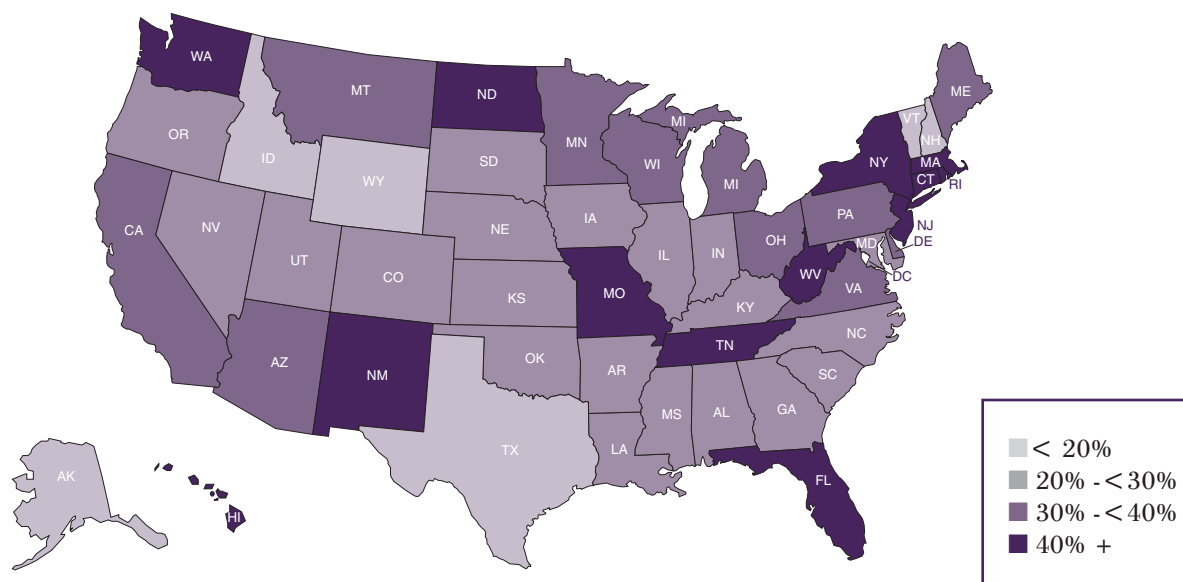 WA
MT
ND
MN
MI
ME
VT
NH
OR
ID
SD
WI
NY
MA
CT
RI
WY
MI
CA
NV
NE
IA
PA
NJ
DE
UT
CO
IL
IN
OH
MD
DC
KS
MO
WV
VA
KY
AZ
NM
OK
AR
TN
NC
SC
MS
AL
GA
TX
LA
FL
AK
HI
< 20%
20% -<30%
30% -<40%
40% +